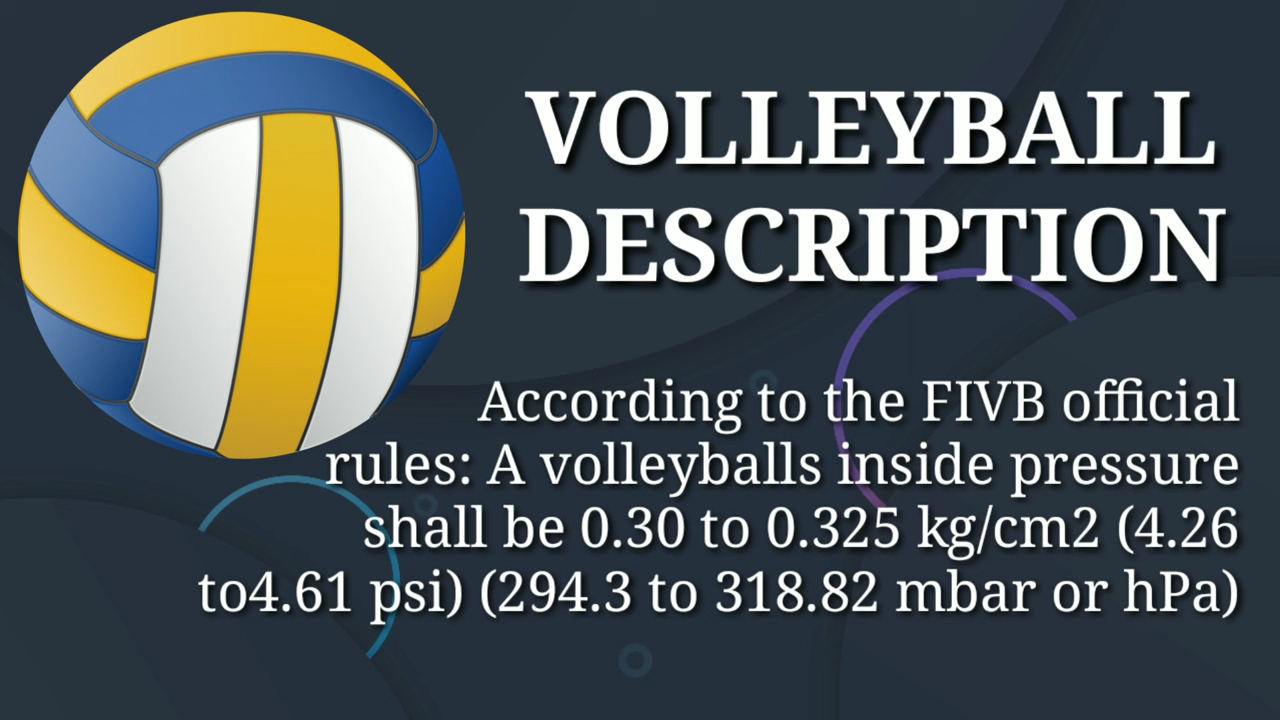 VOLLEYBALL
DESCRIPTION
According to the FIVB official
rules: A volleyballs inside pressure
shall be 0.30 to 0.325 kg/cm2 (4.26
to4.61 psi) (294.3 to 318.82 mbar or hPa)